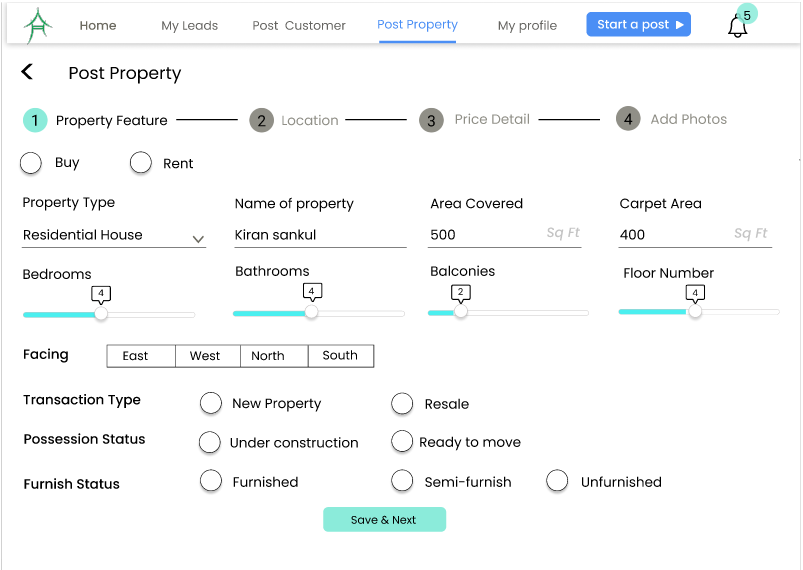 Home My Leads Post Customer Post Property My profile Start a post 5
Post Property
1 Property Feature 2 Location 3 Price Detail 4 Add Photos
Buy Rent
Property Type Name of property Area Covered Carpet Area
Residential House Kiran sankul 500 Sq Ft 400 Sq Ft
Bedrooms Bathrooms Balconies Floor Number
4 4 2 4
Facing East West North South
Transaction Type New Property Resale
Possession Status Under construction Ready to move
Furnish Status Furnished Semi-furnish Unfurnished
Save & Next